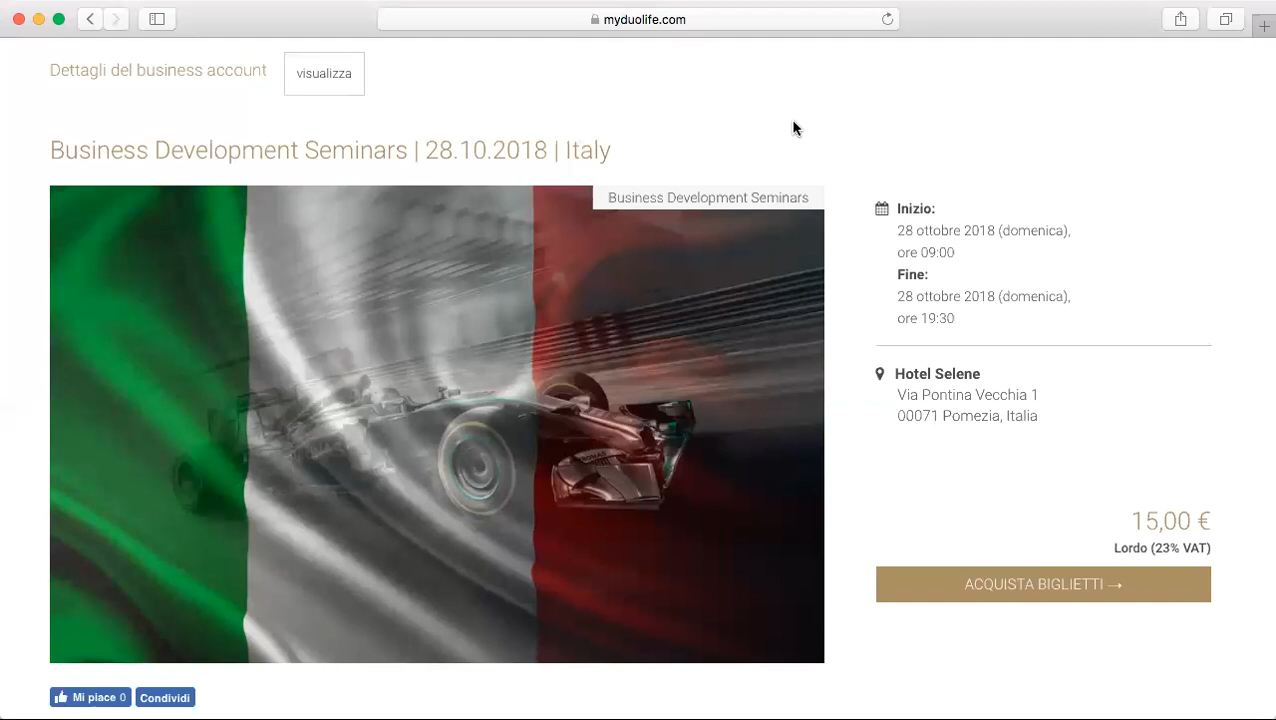 myduolife.com
Dettagli del business account
visualizza
Business Development Seminars | 28.10.2018 | Italy
Business Development Seminars
Inizio:
28 ottobre 2018 (domenica),
ore 09:00
Fine:
28 ottobre 2018 (domenica),
ore 19:30
Hotel Selene
Via Pontina Vecchia 1
00071 Pomezia, Italia
15,00 €
Lordo (23% VAT)
ACQUISTA BIGLIETTI →
Mi piace 0
Condividi